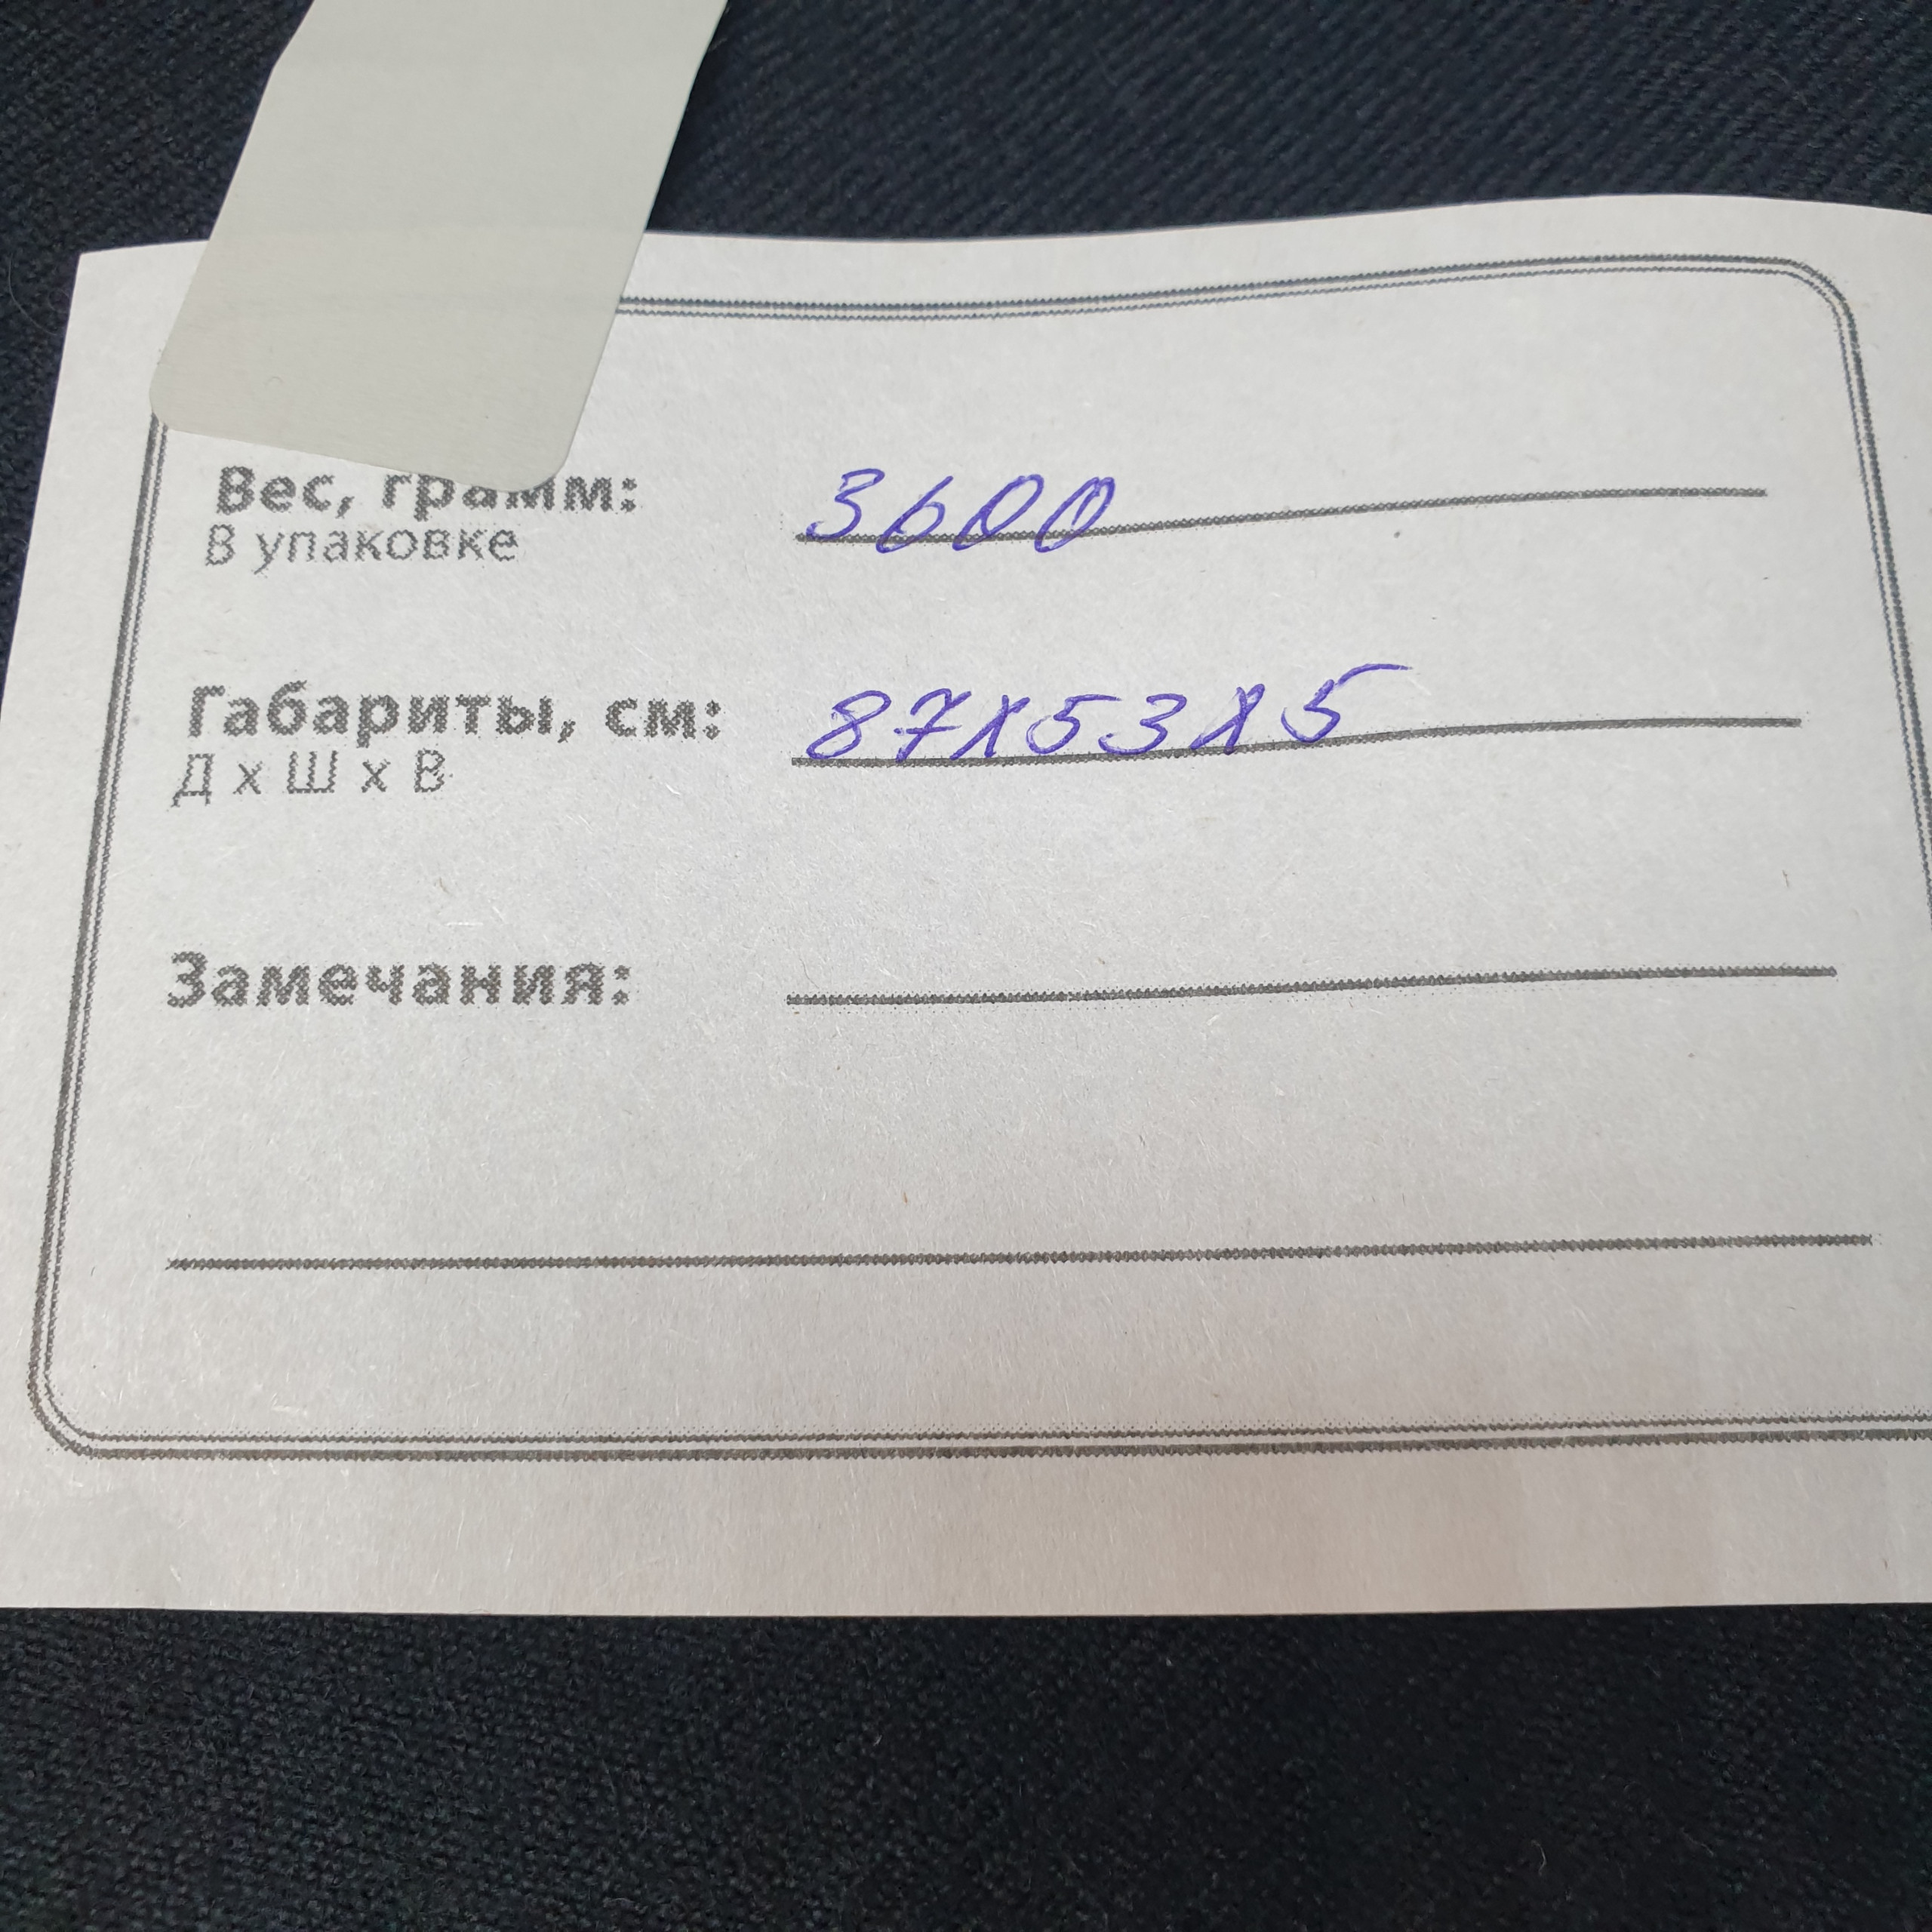 Вес, грамм: 3600
В упаковке
Габариты, см: 87х53х5
Д х Ш х В
Замечания: